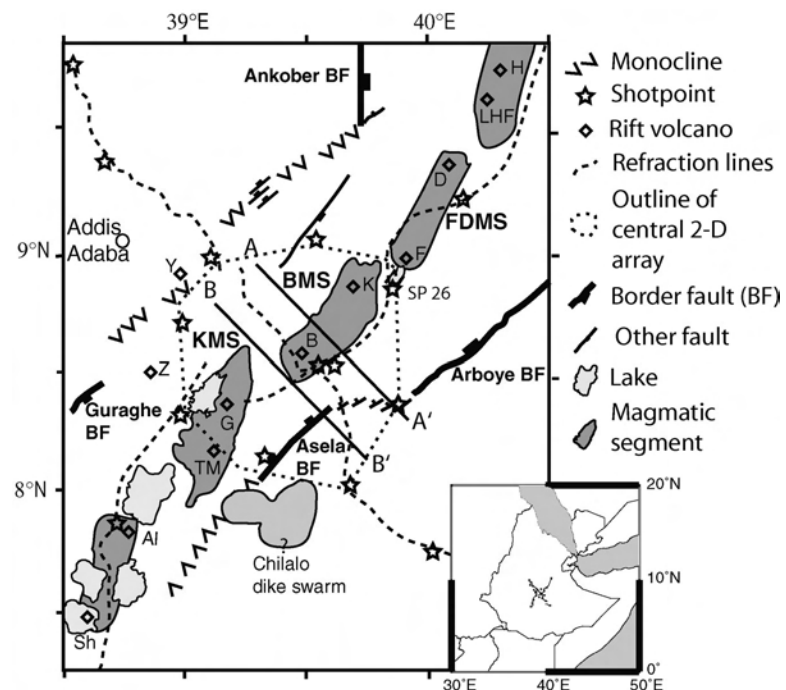 39°E
40°E
Ankober BF
H
LHF
D
FDMS
Addis
Adaba
9°N
A
F
Y
BMS
K
SP 26
B
KMS
B
Z
Arboye BF
Guraghe
BF
G
A'
TM
Asela
BF
B'
8°N
Al
Chilalo
dike swarm
?
Sh
Monocline
Shotpoint
Rift volcano
Refraction lines
Outline of
central 2-D
array
Border fault (BF)
Other fault
Lake
Magmatic
segment
20°N
10°N
0°
30°E
40°E
50°E